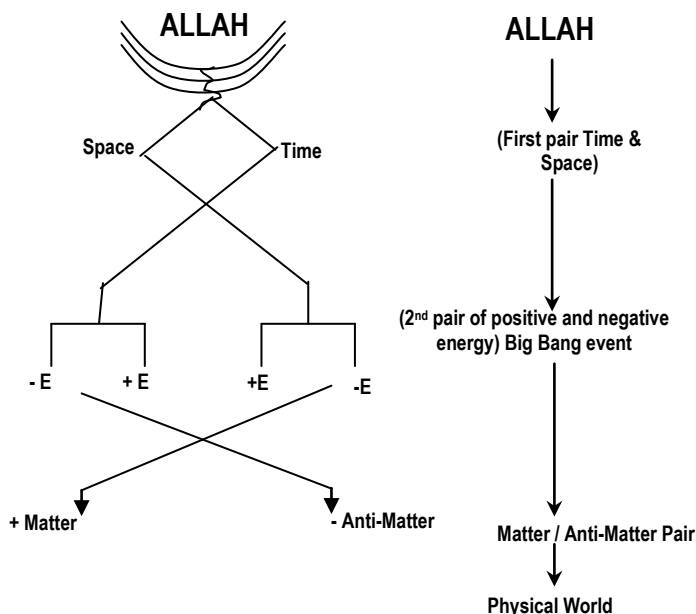 ALLAH
ALLAH
Space
Time
(First pair Time &
Space)
(2nd pair of positive and negative
energy) Big Bang event
- E
+ E
+E
-E
+ Matter
- Anti-Matter
Matter / Anti-Matter Pair
Physical World